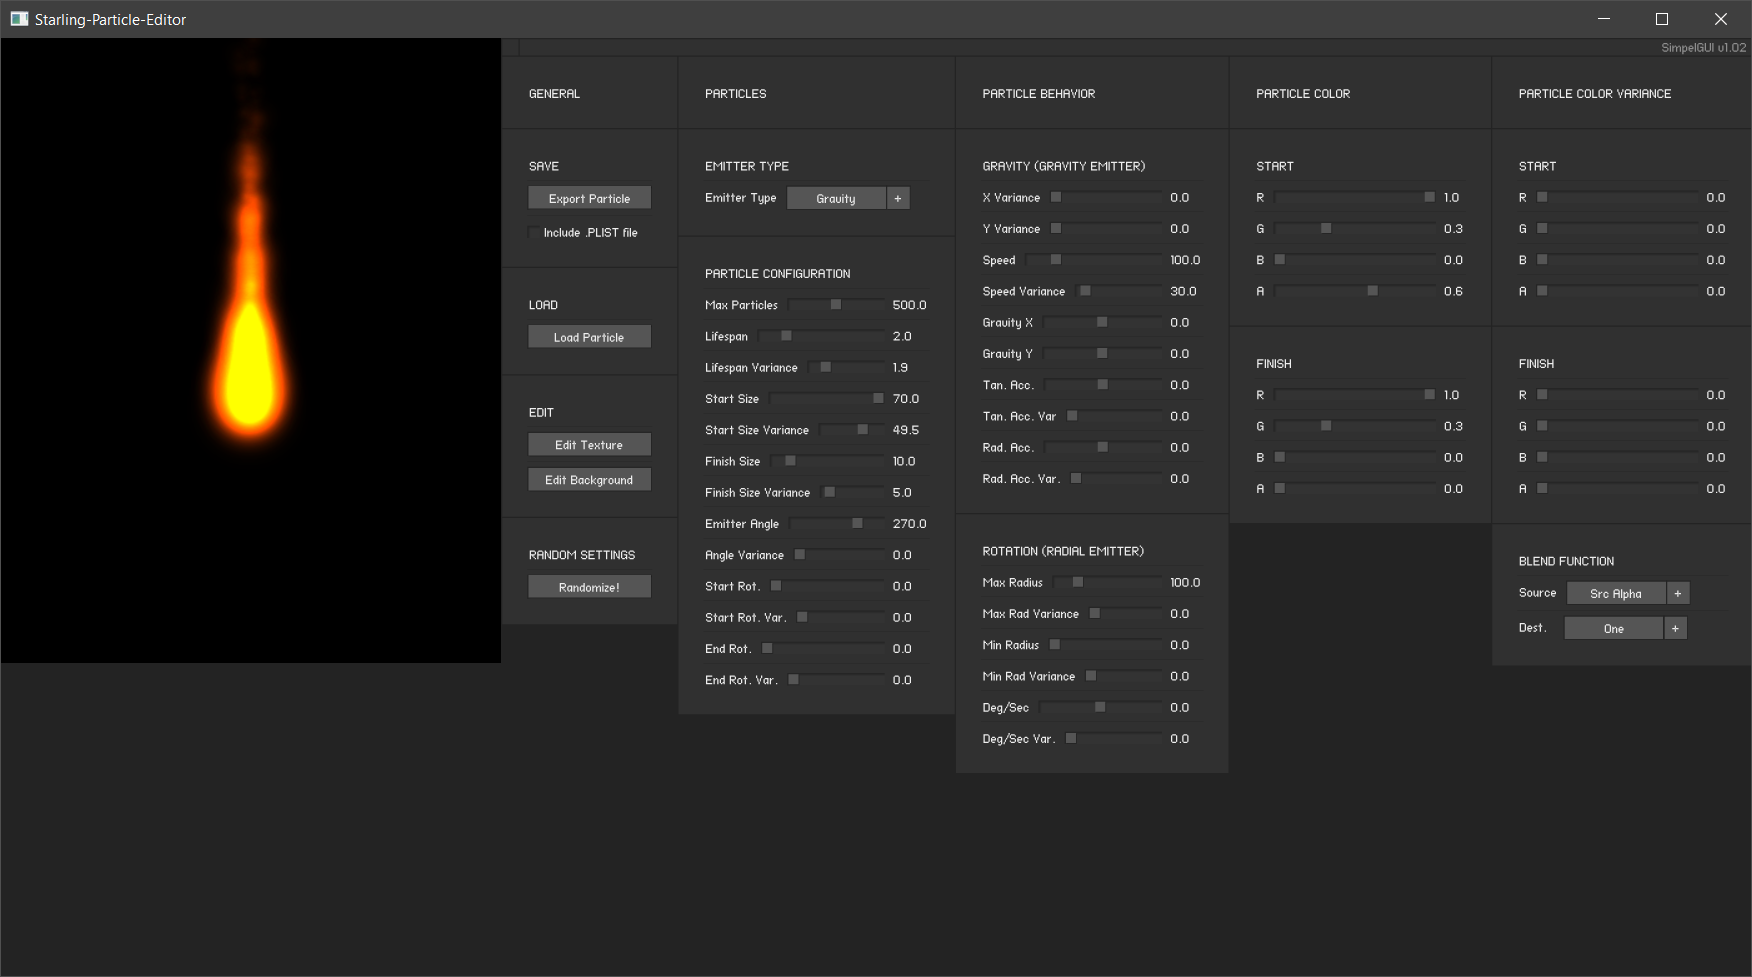 Starling-Particle-Editor
SimpelGUI v1.02
GENERAL
SAVE
Export Particle
Include .PLIST file
LOAD
Load Particle
EDIT
Edit Texture
Edit Background
RANDOM SETTINGS
Randomize!
PARTICLES
EMITTER TYPE
Emitter Type Gravity +
PARTICLE CONFIGURATION
Max Particles 500.0
Lifespan 2.0
Lifespan Variance 1.9
Start Size 70.0
Start Size Variance 49.5
Finish Size 10.0
Finish Size Variance 5.0
Emitter Angle 270.0
Angle Variance 0.0
Start Rot. 0.0
Start Rot. Var. 0.0
End Rot. 0.0
End Rot. Var. 0.0
PARTICLE BEHAVIOR
GRAVITY (GRAVITY EMITTER)
X Variance 0.0
Y Variance 0.0
Speed 100.0
Speed Variance 30.0
Gravity X 0.0
Gravity Y 0.0
Tan. Acc. 0.0
Tan. Acc. Var 0.0
Rad. Acc. 0.0
Rad. Acc. Var. 0.0
ROTATION (RADIAL EMITTER)
Max Radius 100.0
Max Rad Variance 0.0
Min Radius 0.0
Min Rad Variance 0.0
Deg/Sec 0.0
Deg/Sec Var. 0.0
PARTICLE COLOR
START
R 1.0
G 0.3
B 0.0
A 0.6
FINISH
R 1.0
G 0.3
B 0.0
A 0.0
PARTICLE COLOR VARIANCE
START
R 0.0
G 0.0
B 0.0
A 0.0
FINISH
R 0.0
G 0.0
B 0.0
A 0.0
BLEND FUNCTION
Source Src Alpha +
Dest. One +